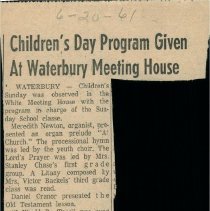 6-20-61
Children's Day Program Given
At Waterbury Meeting House
WATERBURY — Children's
Sunday was observed in the
White Meeting House with the
program in charge of the Sun-
day School classe.
Meredith Newton, organist, pre-
sented an organ prelude "At
Church." The processional hymn
was led by the youth choir. The
Lord's Prayer was led by Mrs.
Stanley Chase's first grade
group. A Litany composed by
Mrs. Victor Backels' third grade
class was read.
Daniel Cranor presented the
Old Testament lesson.